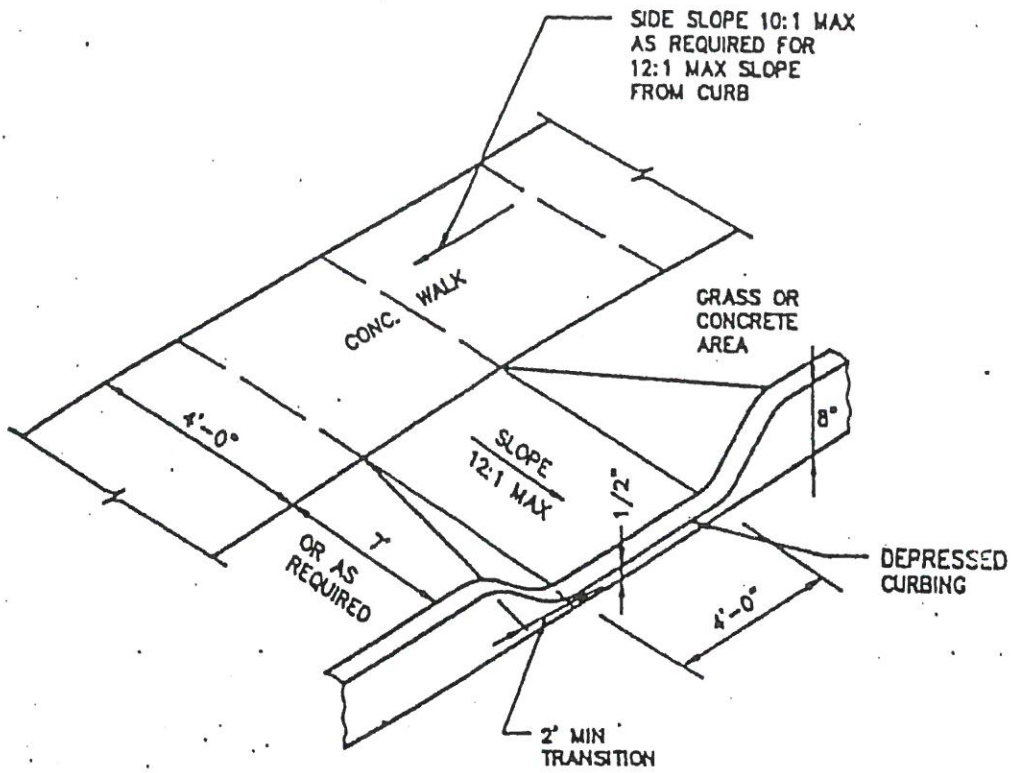 SIDE SLOPE 10:1 MAX
AS REQUIRED FOR
12:1 MAX SLOPE
FROM CURB
CONC. WALK
GRASS OR
CONCRETE
AREA
4'-0"
SLOPE
12:1 MAX
8"
1/2"
OR AS
REQUIRED
DEPRESSED
CURBING
4'-0"
2' MIN
TRANSITION